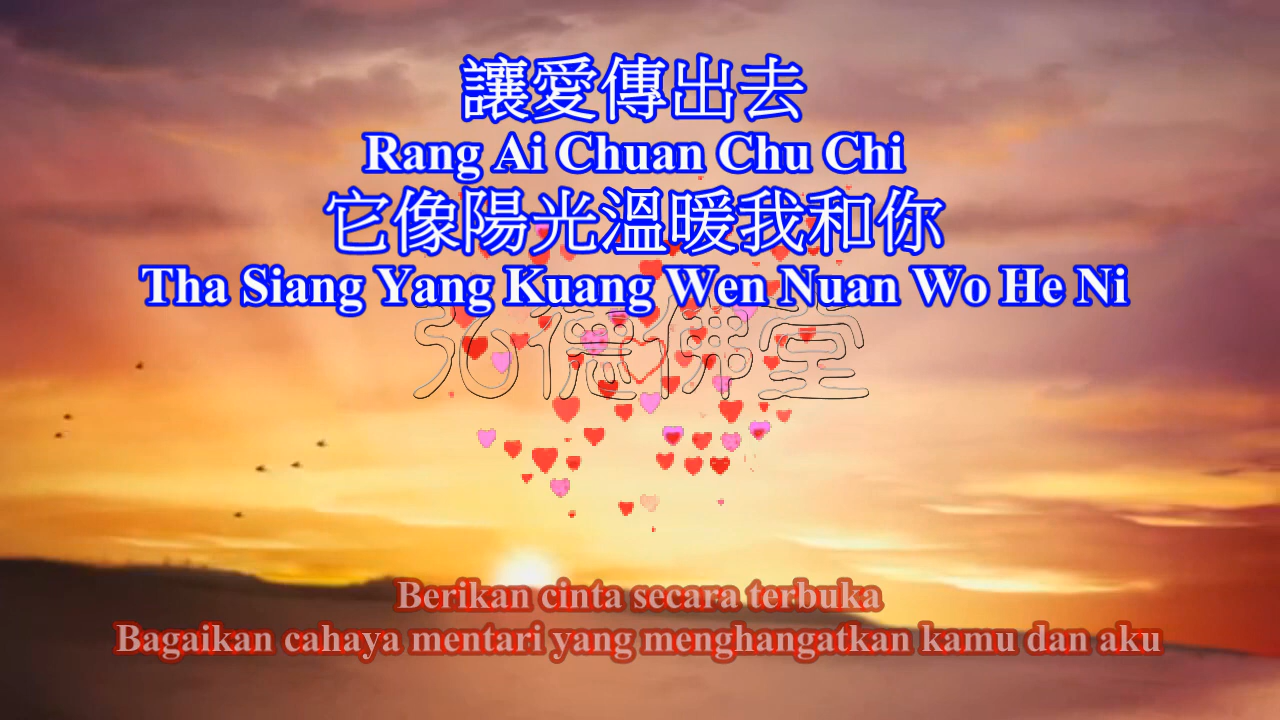 讓愛傳出去
Rang Ai Chuan Chu Chi
它像陽光溫暖我和你
Tha Siang Yang Kuang Wen Nuan Wo He Ni
弘德佛堂
Berikan cinta secara terbuka
Bagaikan cahaya mentari yang menghangatkan kamu dan aku